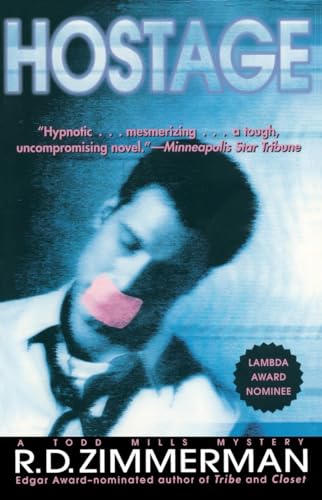 HOSTAGE
“Hypnotic . . . mesmerizing . . . a tough,
uncompromising novel.”—Minneapolis Star Tribune
LAMBDA
AWARD
NOMINEE
A TODD MILLS MYSTERY
R.D. ZIMMERMAN
Edgar Award–nominated author of Tribe and Closet